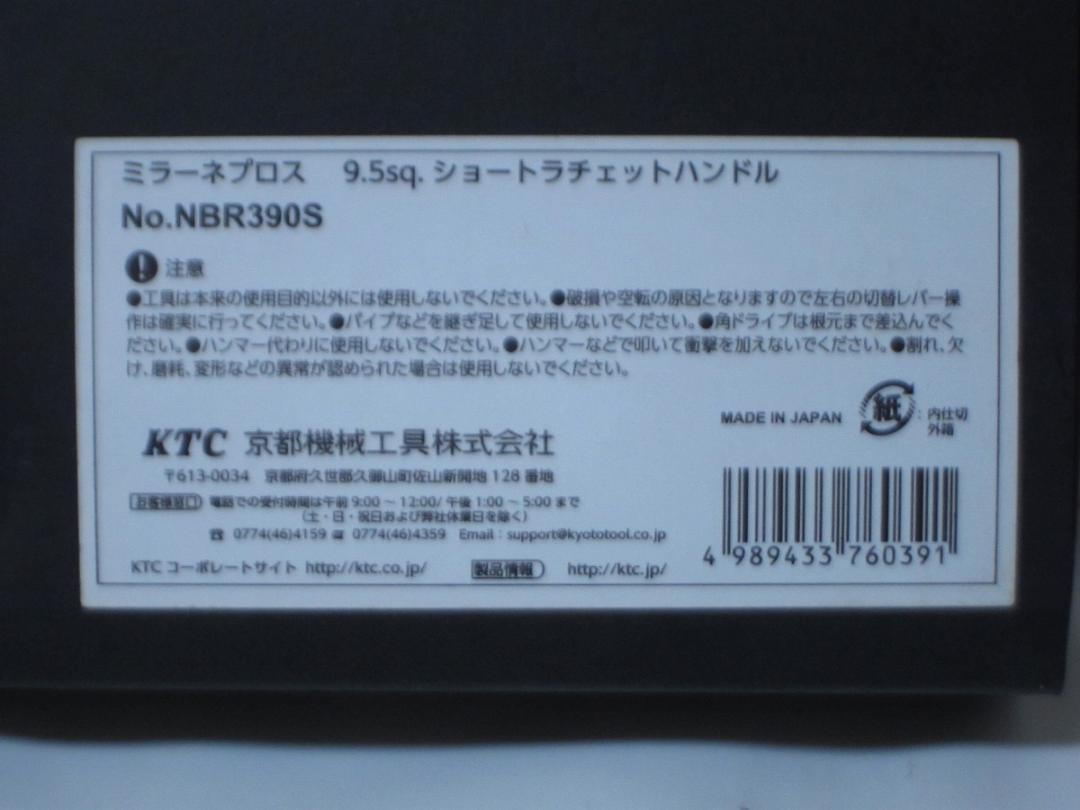 ミラーネプロス 9.5sq. ショートラチェットハンドル
No.NBR390S
注意
●工具は本来の使用目的以外には使用しないでください。●破損や空転の原因となりますので左右の切替レバー操
作は確実に行ってください。●パイプなどを継ぎ足して使用しないでください。●角ドライブは根元まで差込んでく
ださい。●ハンマー代わりに使用しないでください。●ハンマーなどで叩いて衝撃を加えないでください。●割れ、欠
け、磨耗、変形などの異常が認められた場合は使用しないでください。
MADE IN JAPAN 紙 : 内仕切
外箱
KTC 京都機械工具株式会社
〒613-0034 京都府久世郡久御山町佐山新開地 128 番地
お客様窓口 電話での受付時間は午前 9:00 ~ 12:00/ 午後 1:00 ~ 5:00 まで
(土・日・祝日および弊社休業日を除く)
☎ 0774(46)4159 0774(46)4359 Email : support@kyototool.co.jp
KTC コーポレートサイト http://ktc.co.jp/ 製品情報 http://ktc.jp/
4 989433 760391